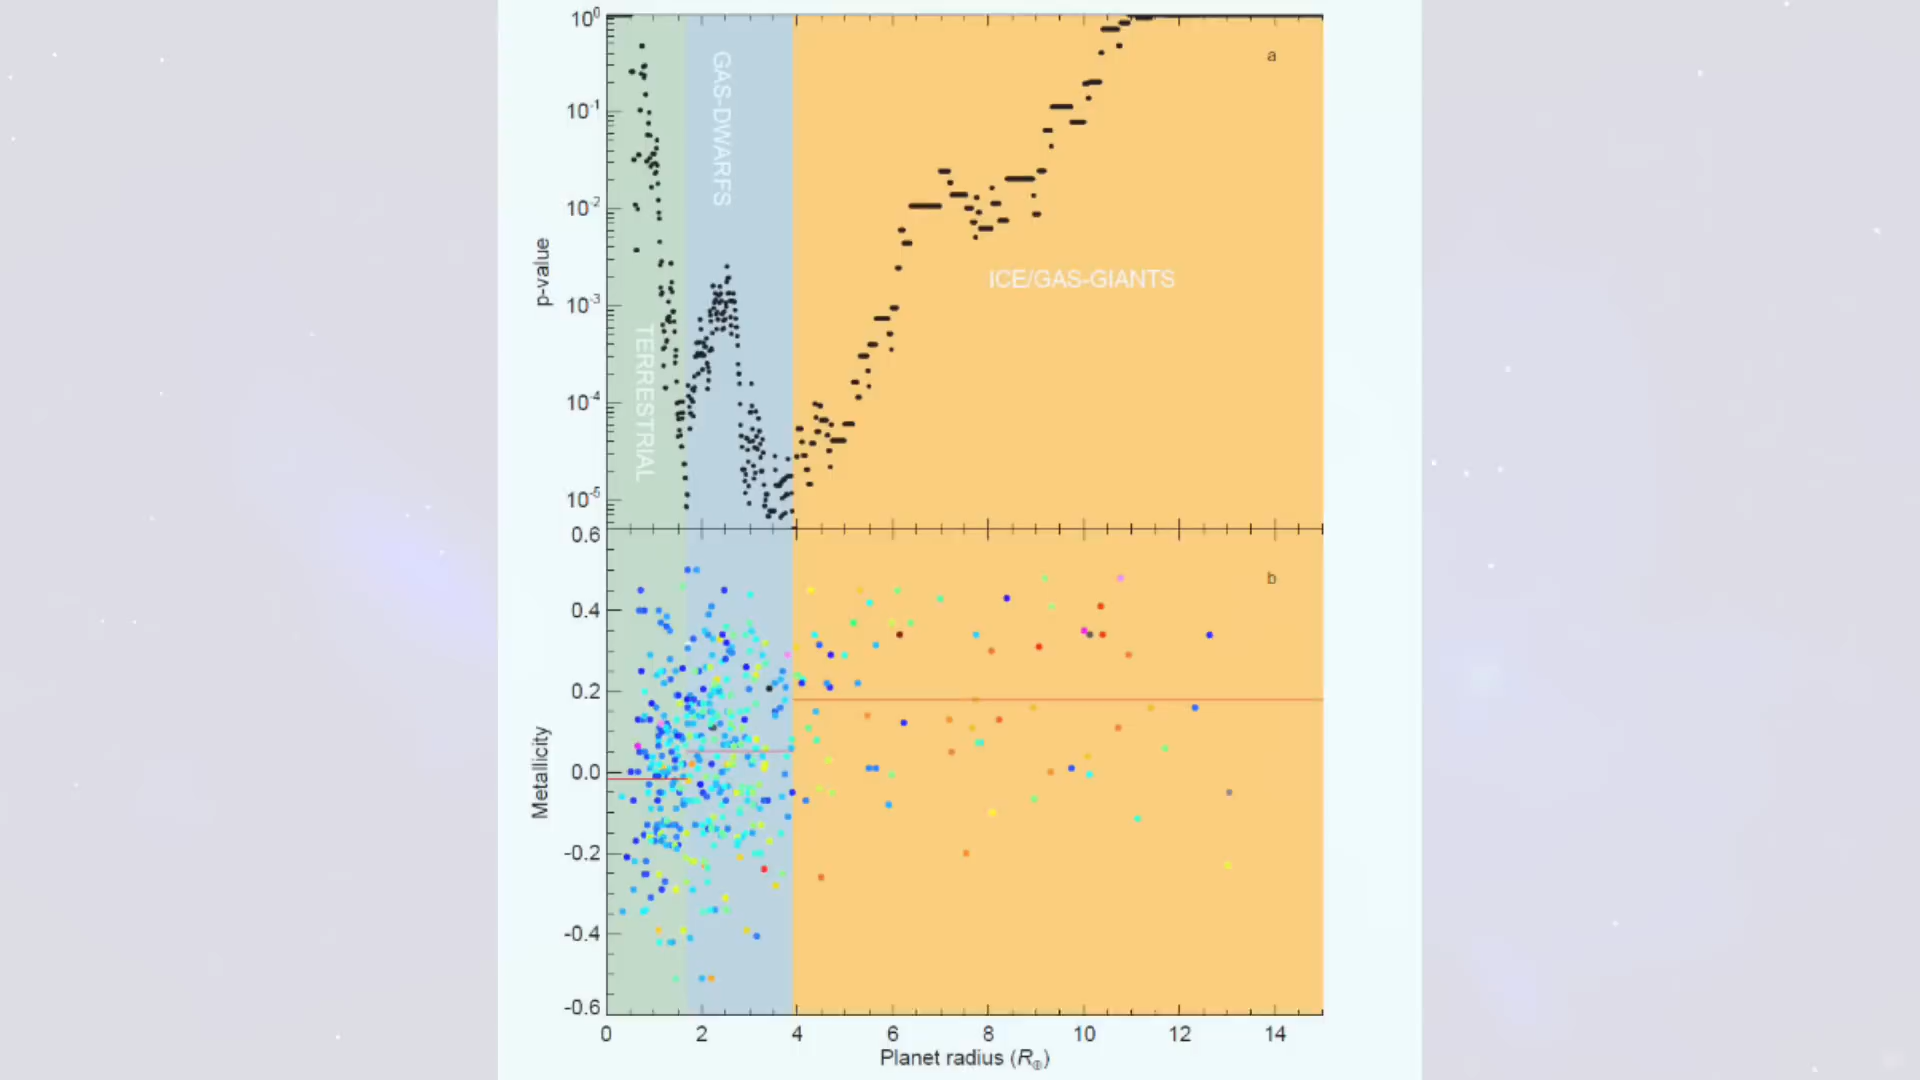 10⁰
a
GAS-DWARFS
10⁻¹
10⁻²
p-value
ICE/GAS-GIANTS
10⁻³
TERRESTRIAL
10⁻⁴
10⁻⁵
0.6
b
0.4
0.2
Metallicity
0.0
-0.2
-0.4
-0.6
0 2 4 6 8 10 12 14
Planet radius (R⊕)